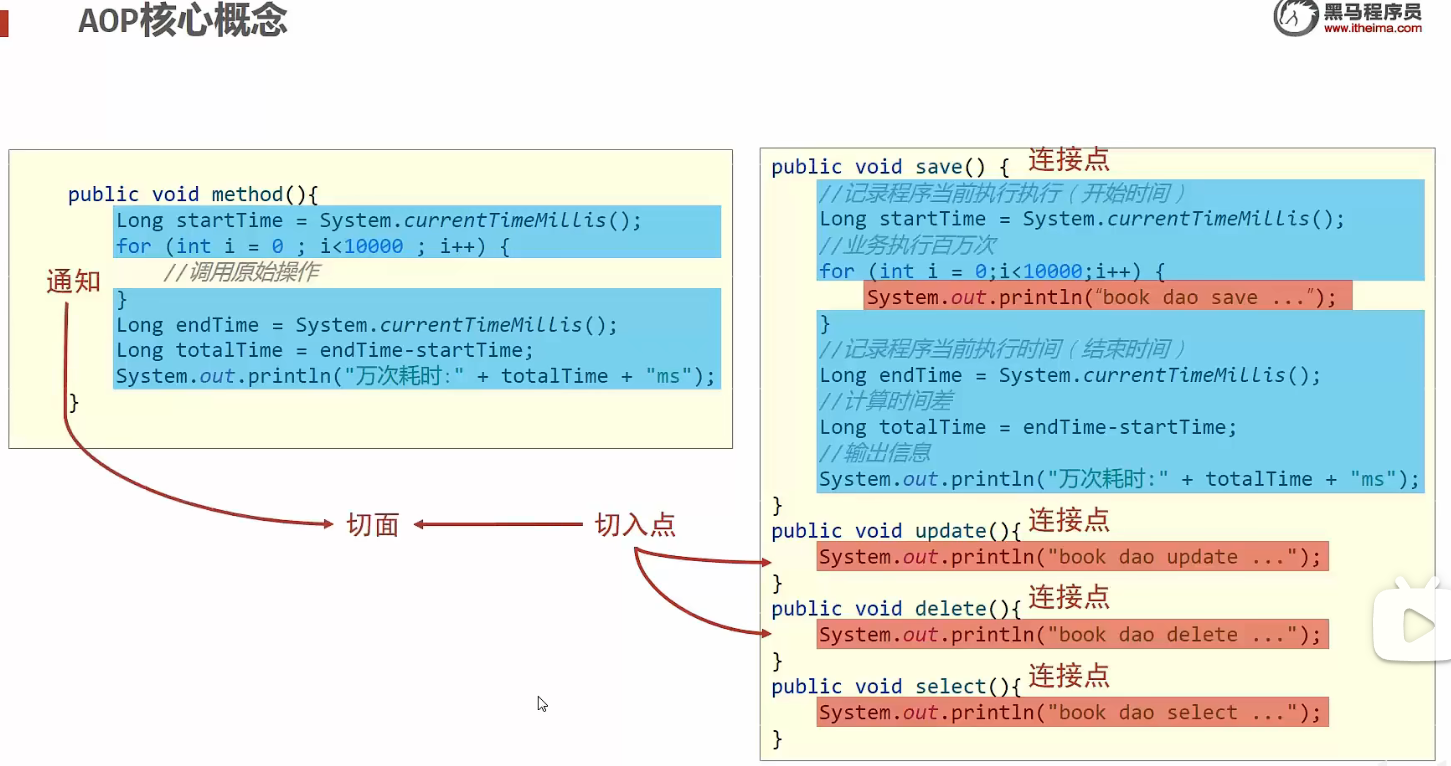 AOP核心概念
黑马程序员
www.itheima.com
public void method(){
Long startTime = System.currentTimeMillis();
for (int i = 0 ; i<10000 ; i++) {
//调用原始操作
}
Long endTime = System.currentTimeMillis();
Long totalTime = endTime-startTime;
System.out.println("万次耗时:" + totalTime + "ms");
}
通知
切面
切入点
public void save() {
连接点
//记录程序当前执行执行（开始时间）
Long startTime = System.currentTimeMillis();
//业务执行百万次
for (int i = 0;i<10000;i++) {
System.out.println(“book dao save ...”);
}
//记录程序当前执行时间（结束时间）
Long endTime = System.currentTimeMillis();
//计算时间差
Long totalTime = endTime-startTime;
//输出信息
System.out.println("万次耗时:" + totalTime + "ms");
}
public void update(){
连接点
System.out.println("book dao update ...");
}
public void delete(){
连接点
System.out.println("book dao delete ...");
}
public void select(){
连接点
System.out.println("book dao select ...");
}